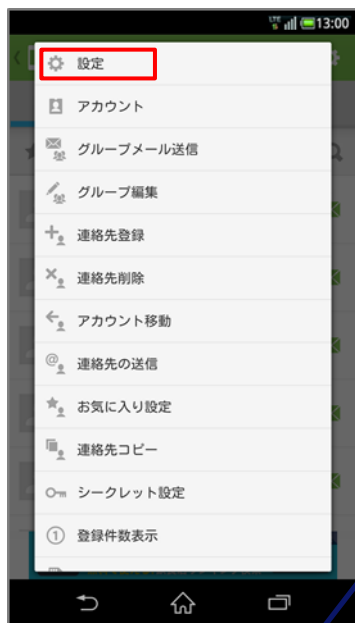 LTE 13:00
設定
アカウント
グループメール送信
グループ編集
連絡先登録
連絡先削除
アカウント移動
連絡先の送信
お気に入り設定
連絡先コピー
シークレット設定
1 登録件数表示